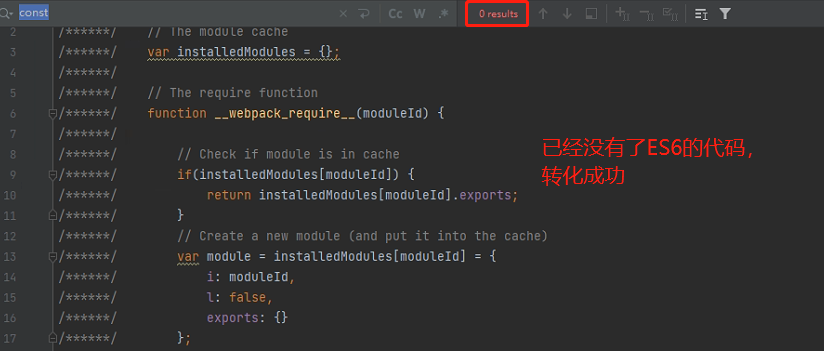 const Cc W .* 0 results
2 /******/ // The module cache
3 /******/ var installedModules = {};
4 /******/
5 /******/ // The require function
6 /******/ function __webpack_require__(moduleId) {
7 /******/
8 /******/ // Check if module is in cache
9 /******/ if(installedModules[moduleId]) {
10 /******/ return installedModules[moduleId].exports;
11 /******/ }
12 /******/ // Create a new module (and put it into the cache)
13 /******/ var module = installedModules[moduleId] = {
14 /******/ i: moduleId,
15 /******/ l: false,
16 /******/ exports: {}
17 /******/ };
已经没有了ES6的代码，
转化成功